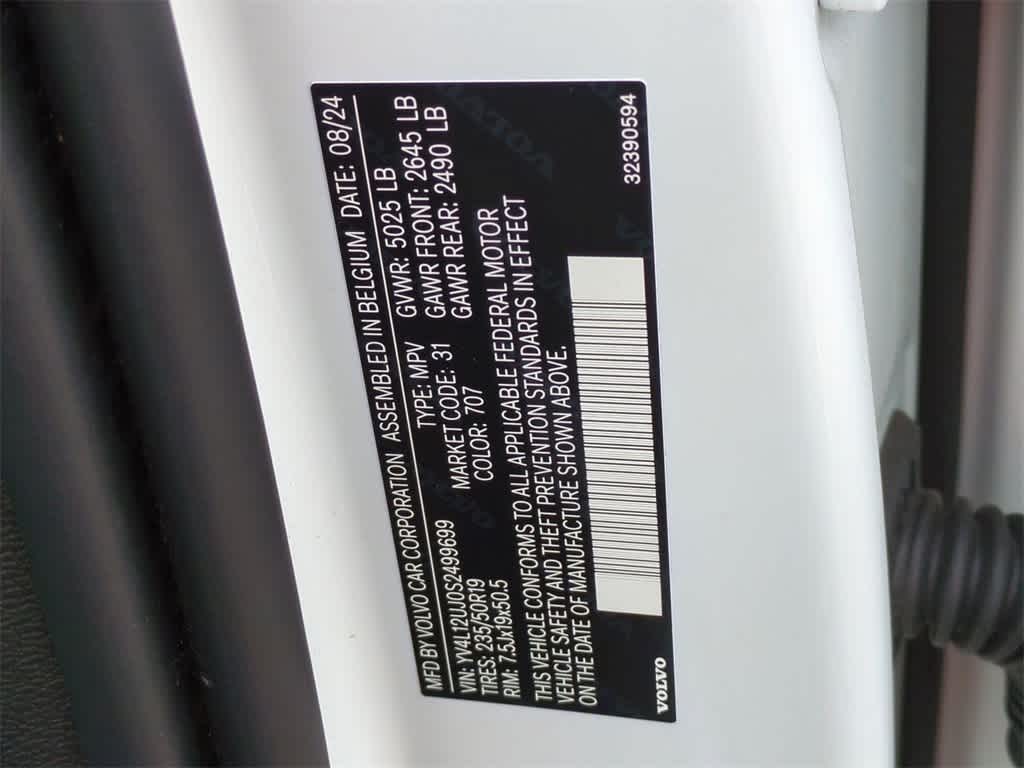 MFD BY VOLVO CAR CORPORATION ASSEMBLED IN BELGIUM DATE: 08/24
VIN: YV4L12UJ0S2499699 TYPE: MPV GVWR: 5025 LB
TIRES: 235/50R19 MARKET CODE: 31 GAWR FRONT: 2645 LB
RIM: 7.5Jx19x50.5 COLOR: 707 GAWR REAR: 2490 LB
THIS VEHICLE CONFORMS TO ALL APPLICABLE FEDERAL MOTOR
VEHICLE SAFETY AND THEFT PREVENTION STANDARDS IN EFFECT
ON THE DATE OF MANUFACTURE SHOWN ABOVE.
VOLVO 32390594